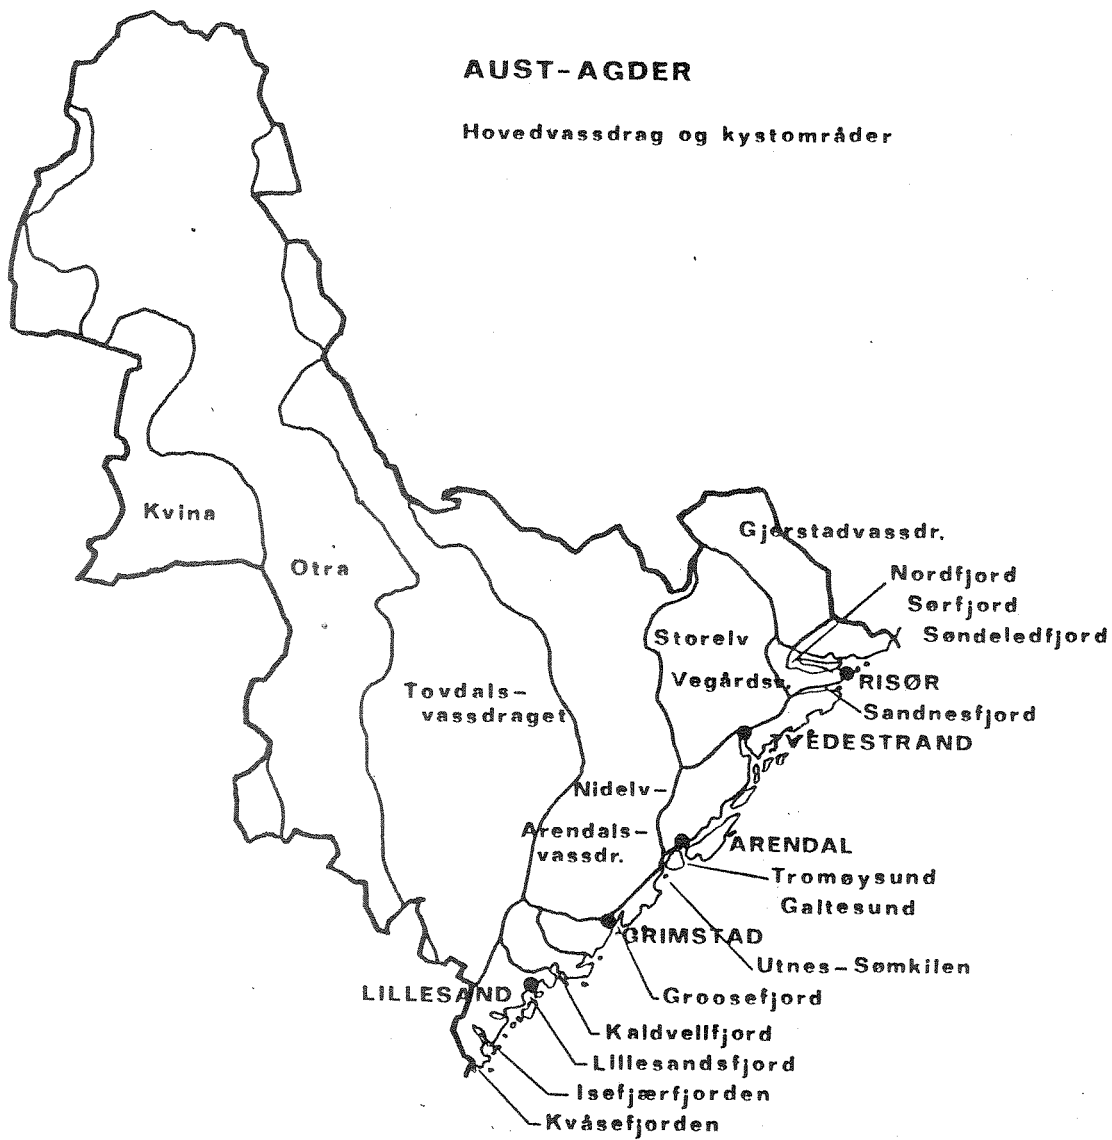 AUST-AGDER
Hovedvassdrag og kystområder
Kvina
Otra
Gjerstadvassdr.
Nordfjord
Sørfjord
Søndeledfjord
Storelv
Vegårdss.
RISØR
Tovdals-
vassdraget
Sandnesfjord
TVEDESTRAND
Nidelv-
Arendals-
vassdr.
ARENDAL
Tromøysund
Galtesund
GRIMSTAD
Utnes-Sømkilen
LILLESAND
Groosefjord
Kaldvellfjord
Lillesandsfjord
Isefjærfjorden
Kvåsefjorden